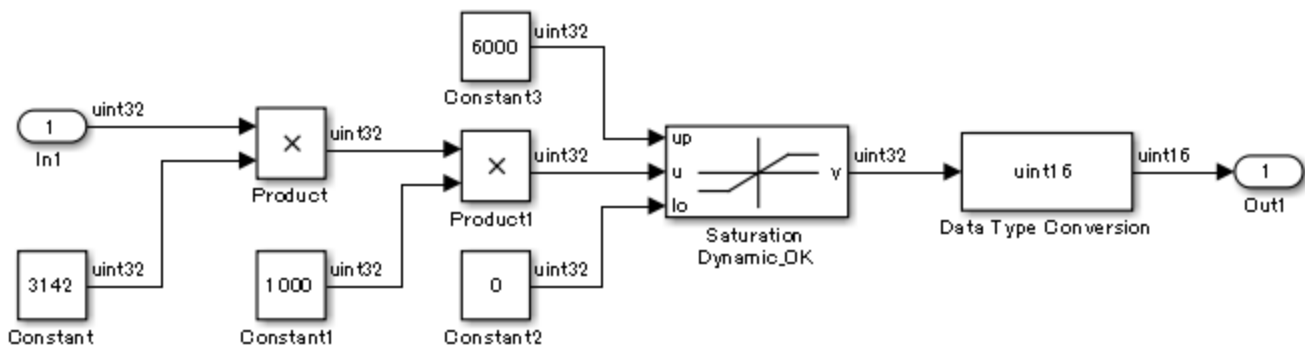 6000
uint32
Constant3
1
uint32
In1
×
uint32
Product
×
uint32
Product1
up
u
lo
y
uint32
Saturation
Dynamic_OK
uint16
uint16
Data Type Conversion
1
Out1
3142
uint32
Constant
1000
uint32
Constant1
0
uint32
Constant2